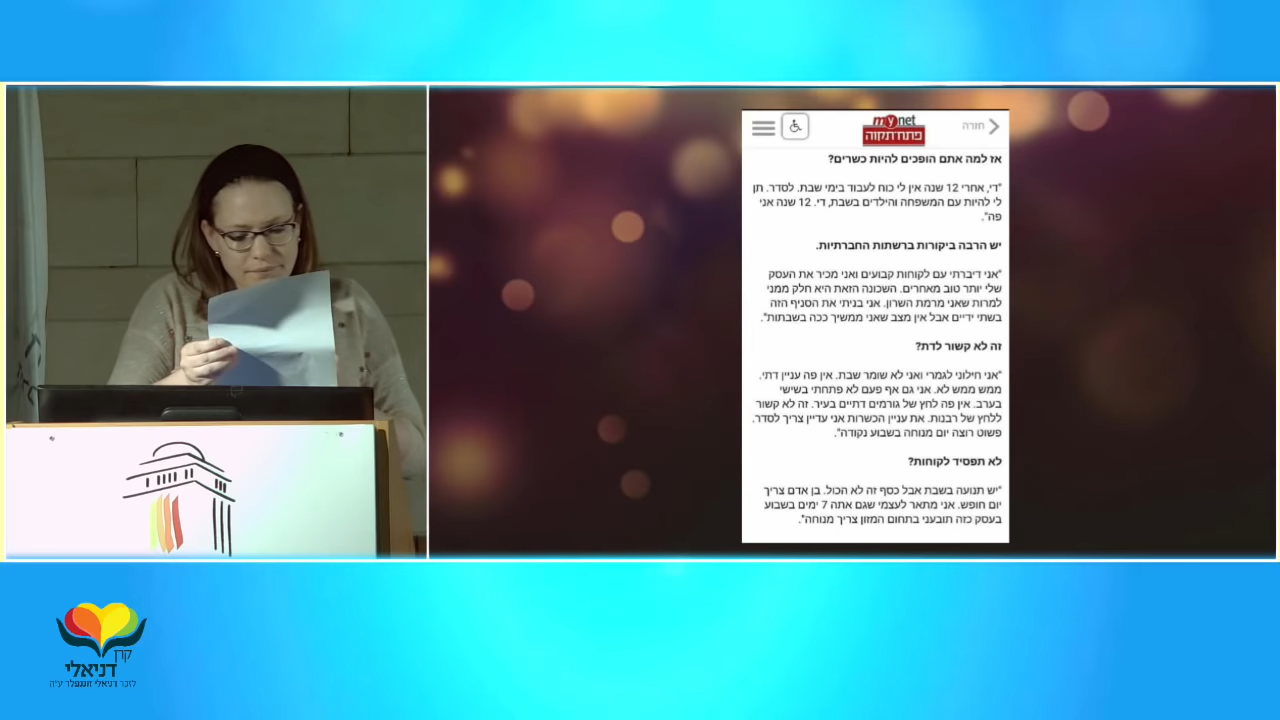 חזרה
mynet
פתח תקווה
אז למה אתם הופכים להיות כשרים?
"די, אחרי 12 שנה אין לי כוח לעבוד בימי שבת. לסדר. תן
לי להיות עם המשפחה והילדים בשבת, די. 12 שנה אני
פה".
יש הרבה ביקורות ברשתות החברתיות.
"אני דיברתי עם לקוחות קבועים ואני מכיר את העסק
שלי יותר טוב מאחרים. השכונה הזאת היא חלק ממני
למרות שאני מרמת השרון. אני בניתי את הסניף הזה
בשתי ידיים אבל אין מצב שאני ממשיך ככה בשבתות".
זה לא קשור לדת?
"אני חילוני לגמרי ואני לא שומר שבת. אין פה עניין דתי.
ממש ממש לא. אני גם אף פעם לא פתחתי בשישי
בערב. אין פה לחץ של גורמים דתיים בעיר. זה לא קשור
ללחץ של רבנות. את עניין הכשרות אני עדיין צריך לסדר.
פשוט רוצה יום מנוחה בשבוע נקודה".
לא תפסיד לקוחות?
"יש תנועה בשבת אבל כסף זה לא הכול. בן אדם צריך
יום חופש. אני מתאר לעצמי שגם אתה 7 ימים בשבוע
בעסק כזה תובעני בתחום המזון צריך מנוחה".
קרן
דניאלי
לזכר דניאלי זוננפלד ע"ה